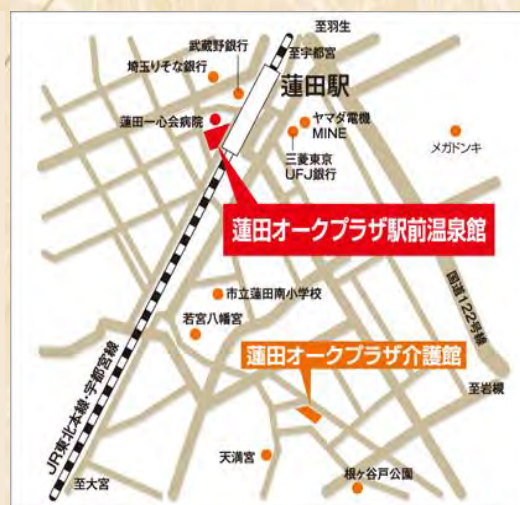 至羽生
武蔵野銀行
至宇都宮
埼玉りそな銀行
蓮田駅
蓮田一心会病院
ヤマダ電機
MINE
メガドンキ
三菱東京
UFJ銀行
蓮田オークプラザ駅前温泉館
国道122号線
市立蓮田南小学校
若宮八幡宮
蓮田オークプラザ介護館
JR東北本線・宇都宮線
至岩槻
天満宮
根ヶ谷戸公園
至大宮